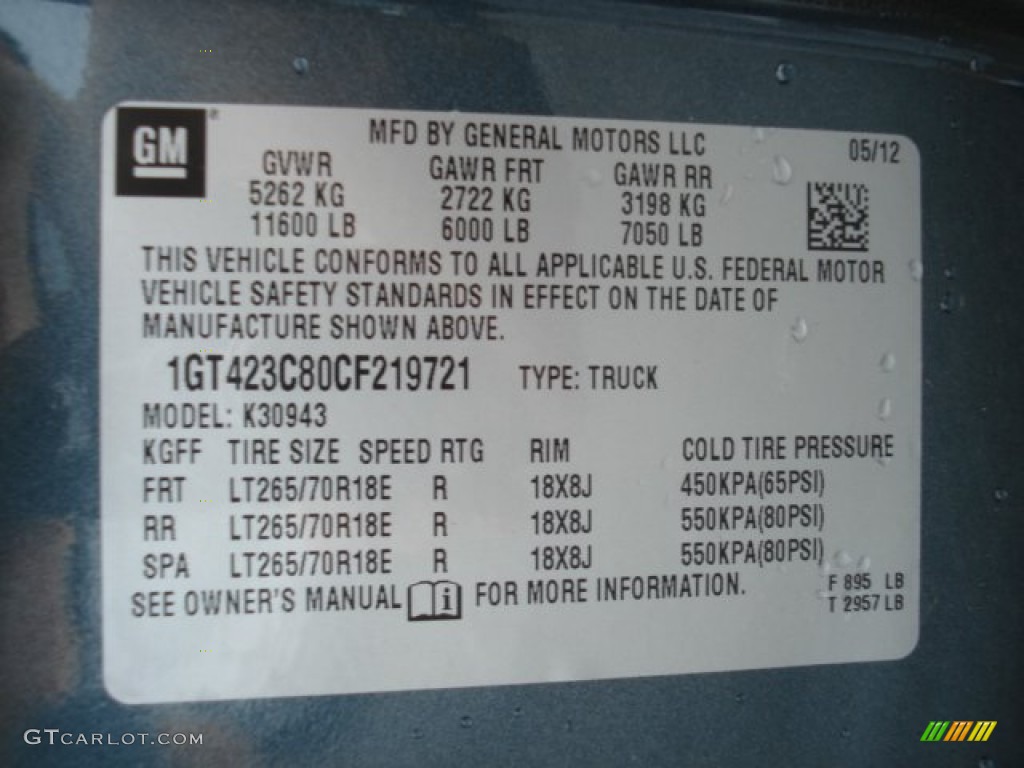 GM
MFD BY GENERAL MOTORS LLC
05/12
GVWR GAWR FRT GAWR RR
5262 KG 2722 KG 3198 KG
11600 LB 6000 LB 7050 LB
THIS VEHICLE CONFORMS TO ALL APPLICABLE U.S. FEDERAL MOTOR
VEHICLE SAFETY STANDARDS IN EFFECT ON THE DATE OF
MANUFACTURE SHOWN ABOVE.
1GT423C80CF219721 TYPE: TRUCK
MODEL: K30943
KGFF TIRE SIZE SPEED RTG RIM COLD TIRE PRESSURE
FRT LT265/70R18E R 18X8J 450KPA(65PSI)
RR LT265/70R18E R 18X8J 550KPA(80PSI)
SPA LT265/70R18E R 18X8J 550KPA(80PSI)
SEE OWNER'S MANUAL i FOR MORE INFORMATION.
F 895 LB
T 2957 LB
GTCARLOT.COM